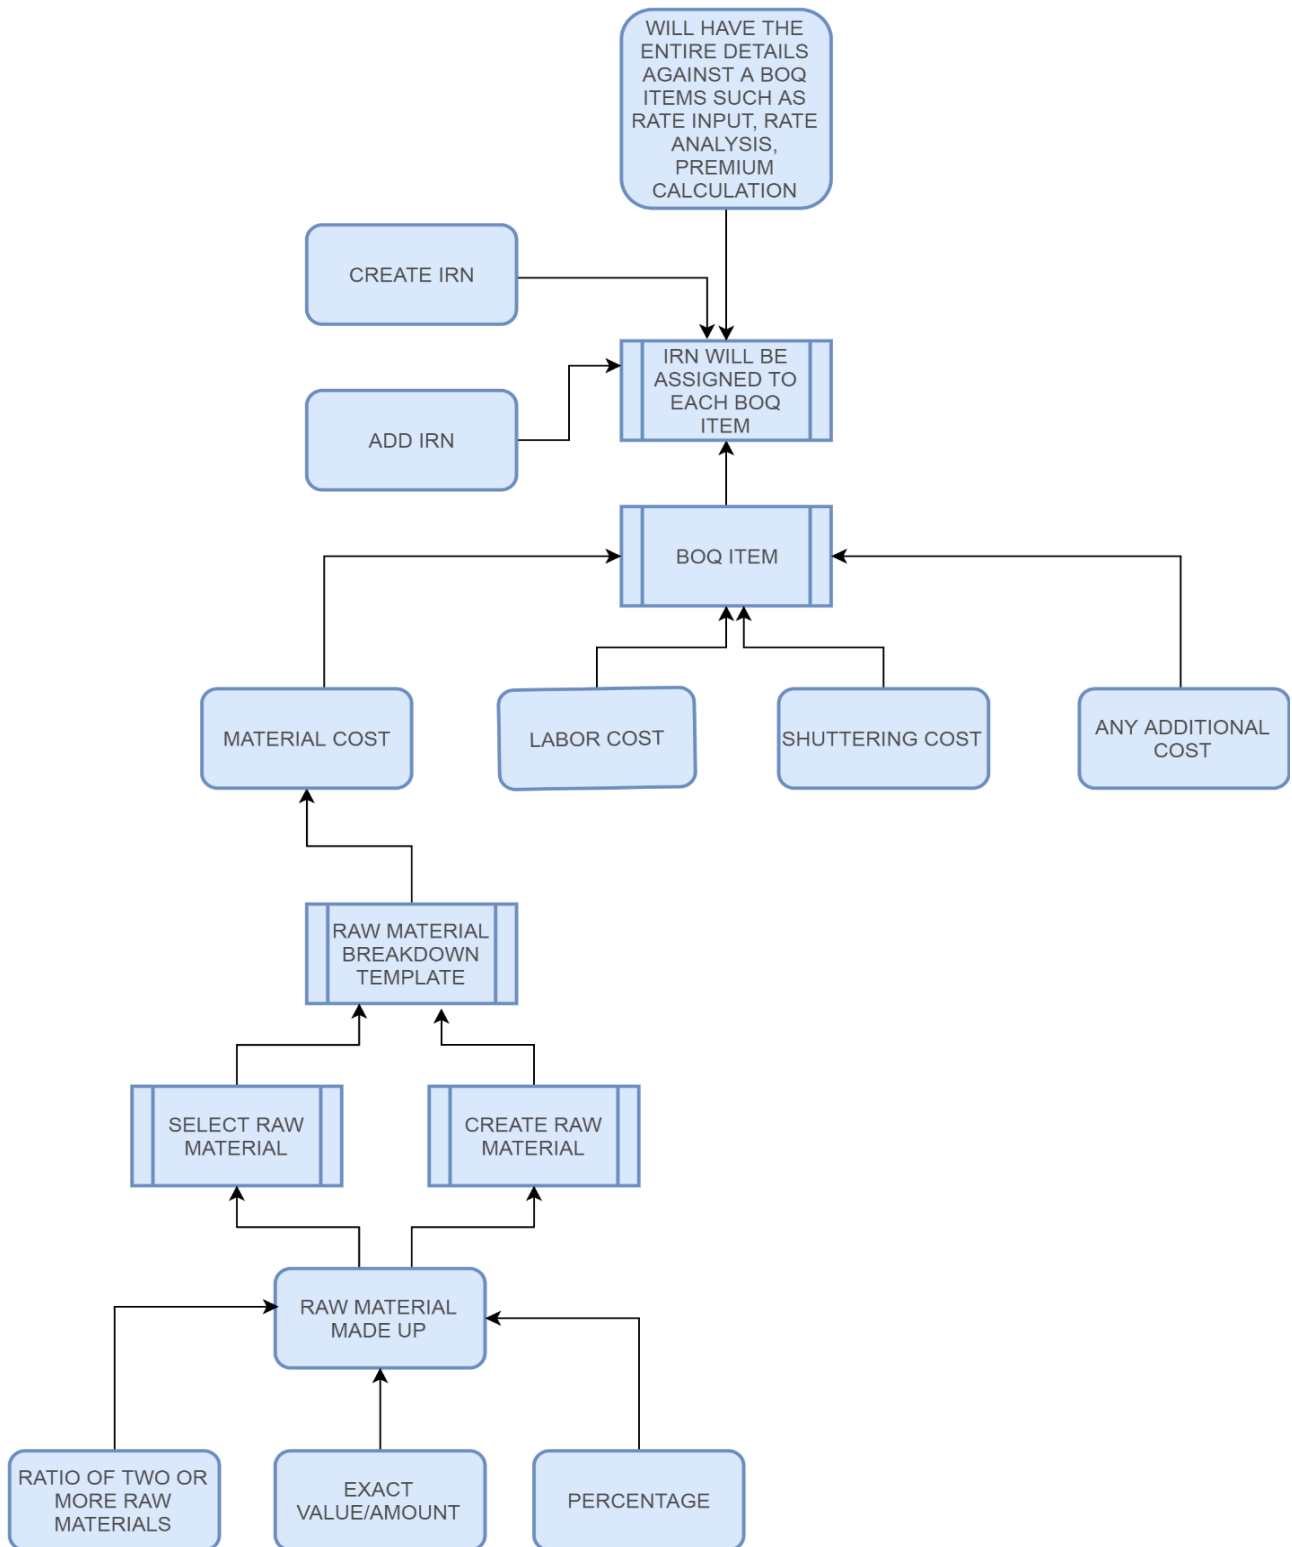 WILL HAVE THE
ENTIRE DETAILS
AGAINST A BOQ
ITEMS SUCH AS
RATE INPUT, RATE
ANALYSIS,
PREMIUM
CALCULATION
CREATE IRN
IRN WILL BE
ASSIGNED TO
EACH BOQ
ITEM
ADD IRN
BOQ ITEM
MATERIAL COST
LABOR COST
SHUTTERING COST
ANY ADDITIONAL
COST
RAW MATERIAL
BREAKDOWN
TEMPLATE
SELECT RAW
MATERIAL
CREATE RAW
MATERIAL
RAW MATERIAL
MADE UP
RATIO OF TWO OR
MORE RAW
MATERIALS
EXACT
VALUE/AMOUNT
PERCENTAGE